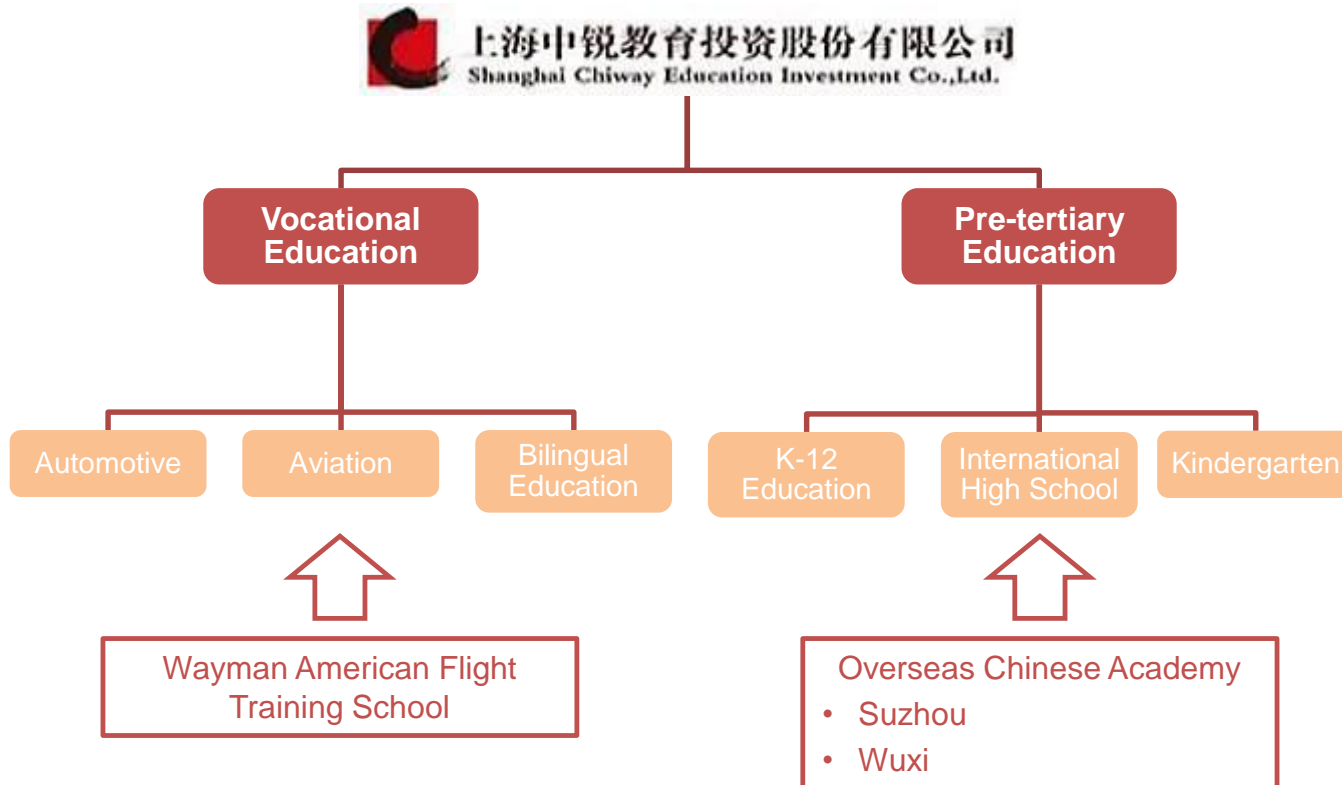 上海中锐教育投资股份有限公司
Shanghai Chiway Education Investment Co.,Ltd.
Vocational
Education
Pre-tertiary
Education
Automotive
Aviation
Bilingual
Education
K-12
Education
International
High School
Kindergarten
Wayman American Flight
Training School
Overseas Chinese Academy
• Suzhou
• Wuxi